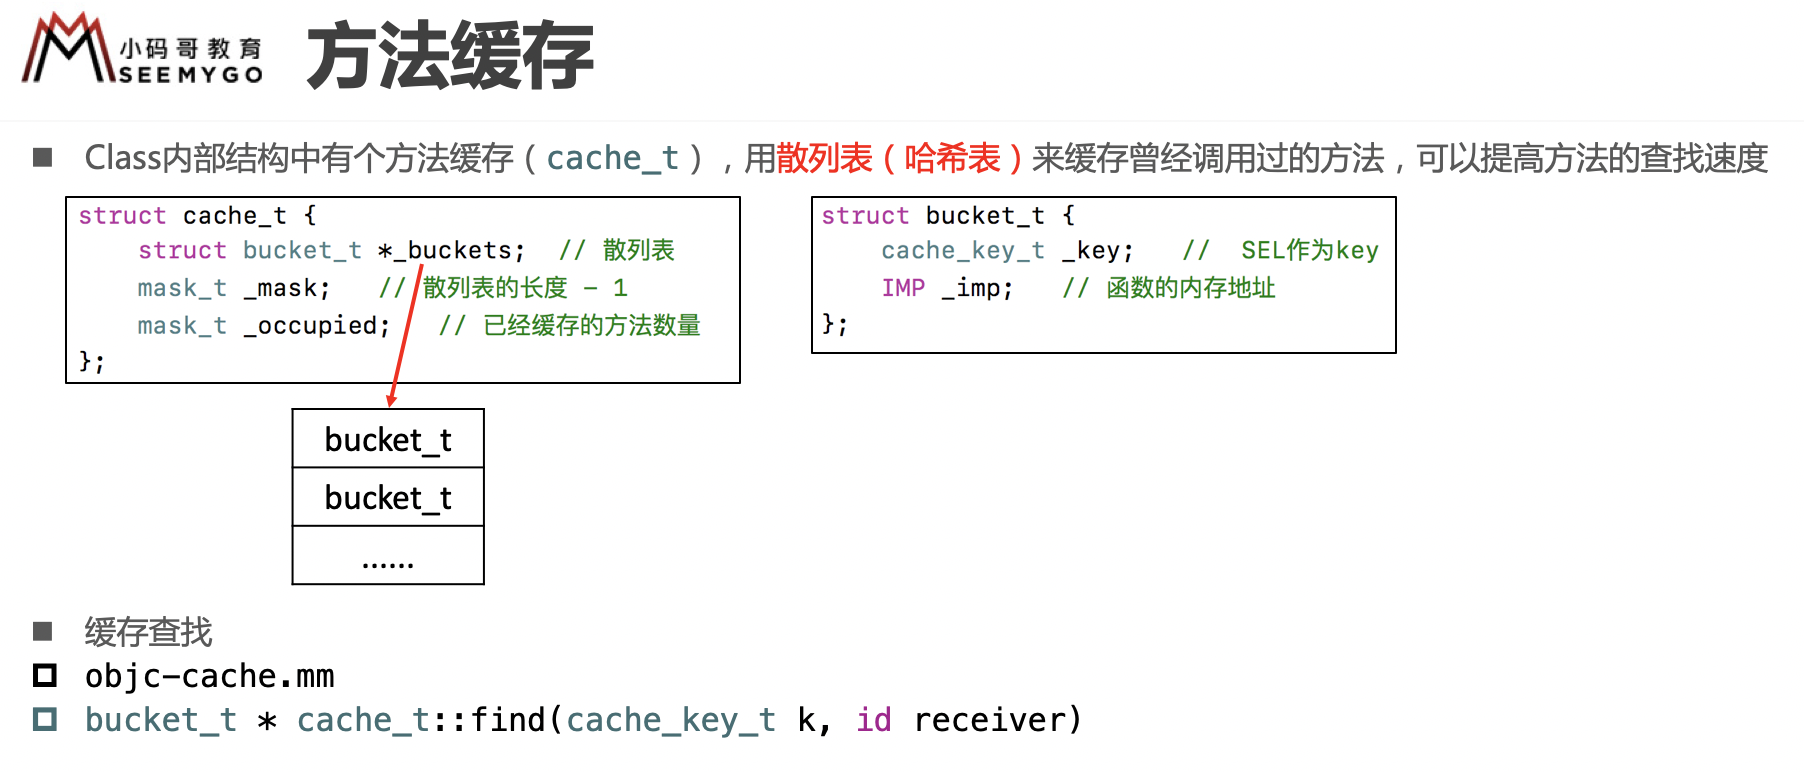 小码哥教育
SEEMYGO
方法缓存
Class内部结构中有个方法缓存（cache_t），用散列表（哈希表）来缓存曾经调用过的方法，可以提高方法的查找速度
struct cache_t {
struct bucket_t *_buckets; // 散列表
mask_t _mask; // 散列表的长度 - 1
mask_t _occupied; // 已经缓存的方法数量
};
struct bucket_t {
cache_key_t _key; // SEL作为key
IMP _imp; // 函数的内存地址
};
bucket_t
bucket_t
......
缓存查找
objc-cache.mm
bucket_t * cache_t::find(cache_key_t k, id receiver)